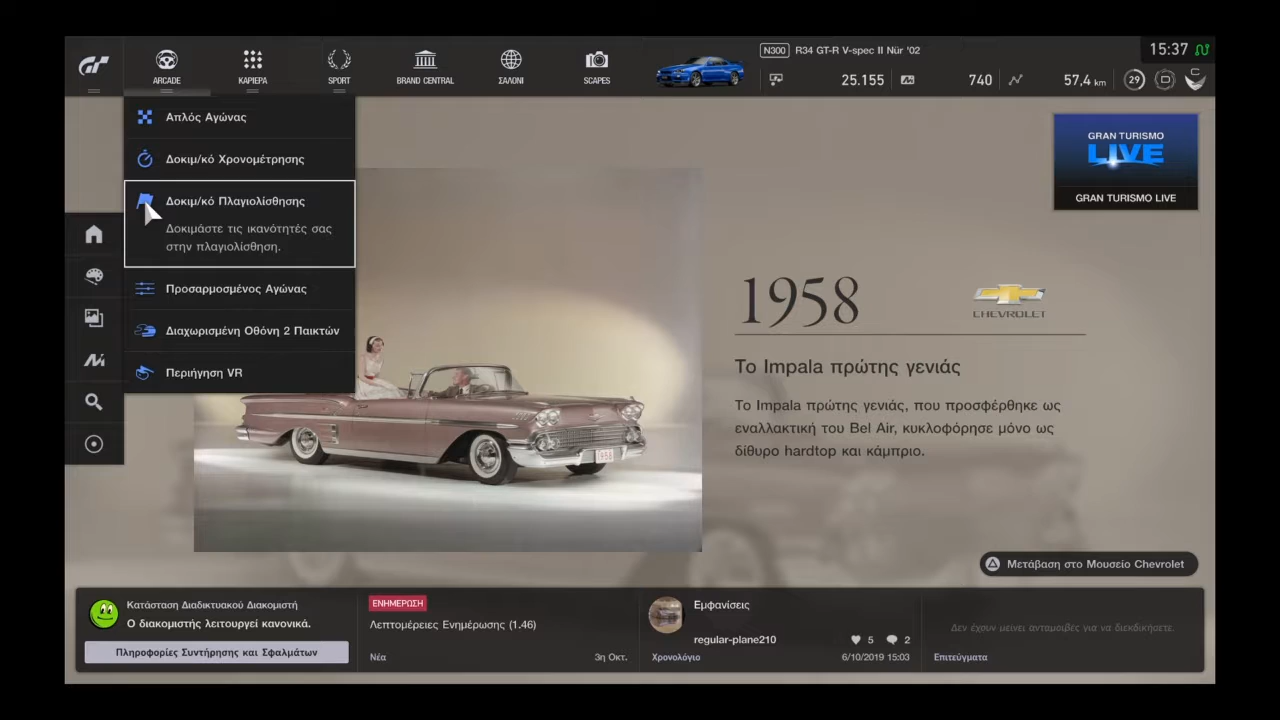 ARCADE
ΚΑΡΙΕΡΑ
SPORT
BRAND CENTRAL
ΣΑΛΟΝΙ
SCAPES
N300 R34 GT-R V-spec II Nür '02
25.155
740
57,4 km
29
D
C
15:37
Απλός Αγώνας
Δοκιμ/κό Χρονομέτρησης
Δοκιμ/κό Πλαγιολίσθησης
Δοκιμάστε τις ικανότητές σας
στην πλαγιολίσθηση.
Προσαρμοσμένος Αγώνας
Διαχωρισμένη Οθόνη 2 Παικτών
Περιήγηση VR
GRAN TURISMO
LIVE
GRAN TURISMO LIVE
1958
CHEVROLET
Το Impala πρώτης γενιάς
Το Impala πρώτης γενιάς, που προσφέρθηκε ως
εναλλακτική του Bel Air, κυκλοφόρησε μόνο ως
δίθυρο hardtop και κάμπριο.
1958
Μετάβαση στο Μουσείο Chevrolet
Κατάσταση Διαδικτυακού Διακομιστή
Ο διακομιστής λειτουργεί κανονικά.
Πληροφορίες Συντήρησης και Σφαλμάτων
ΕΝΗΜΕΡΩΣΗ
Λεπτομέρειες Ενημέρωσης (1.46)
Νέα
3η Οκτ.
Εμφανίσεις
regular-plane210
5
2
Χρονολόγιο
6/10/2019 15:03
Δεν έχουν μείνει ανταμοιβές για να διεκδικήσετε.
Επιτεύγματα